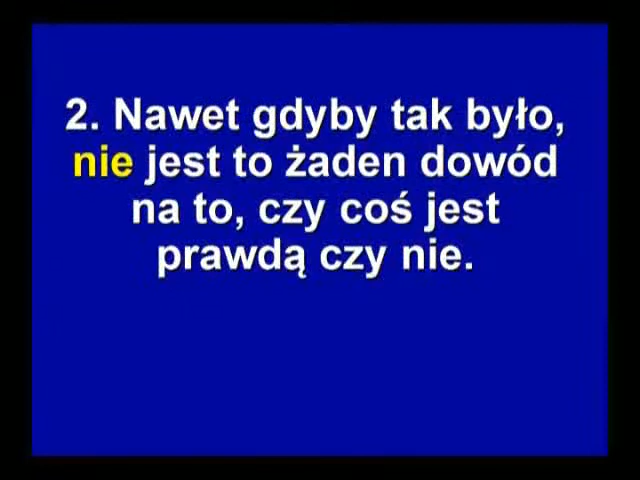 2. Nawet gdyby tak było,
nie jest to żaden dowód
na to, czy coś jest
prawdą czy nie.